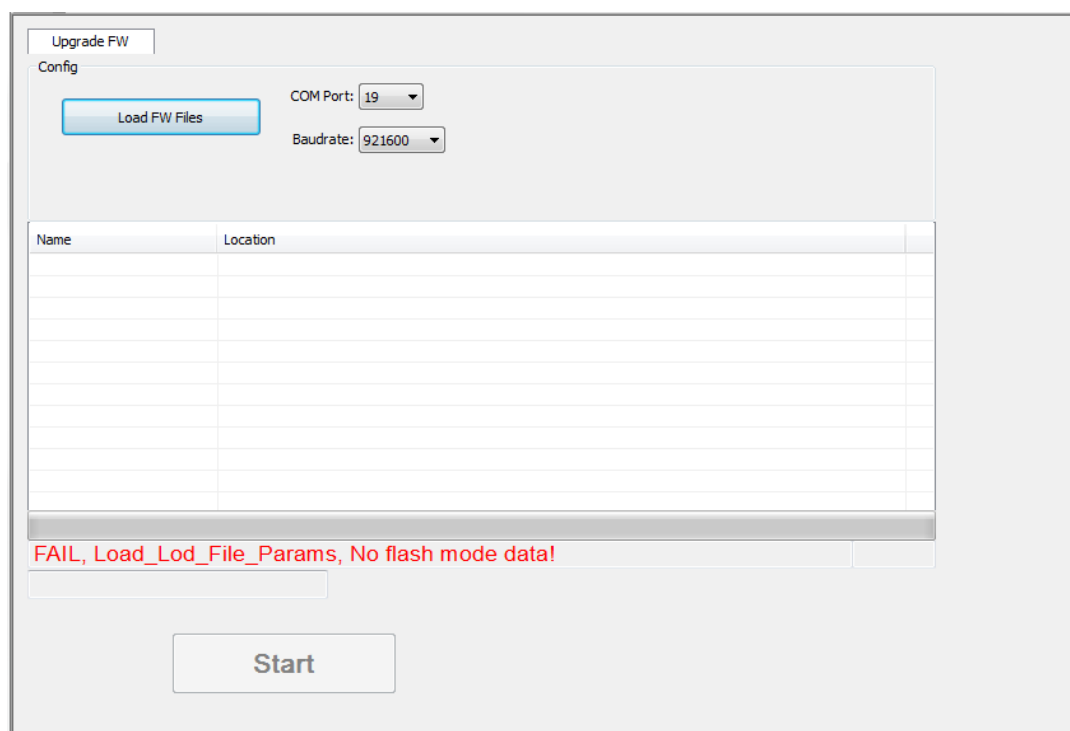 Upgrade FW
Config
Load FW Files
COM Port: 19
Baudrate: 921600
Name Location
FAIL, Load_Lod_File_Params, No flash mode data!
Start